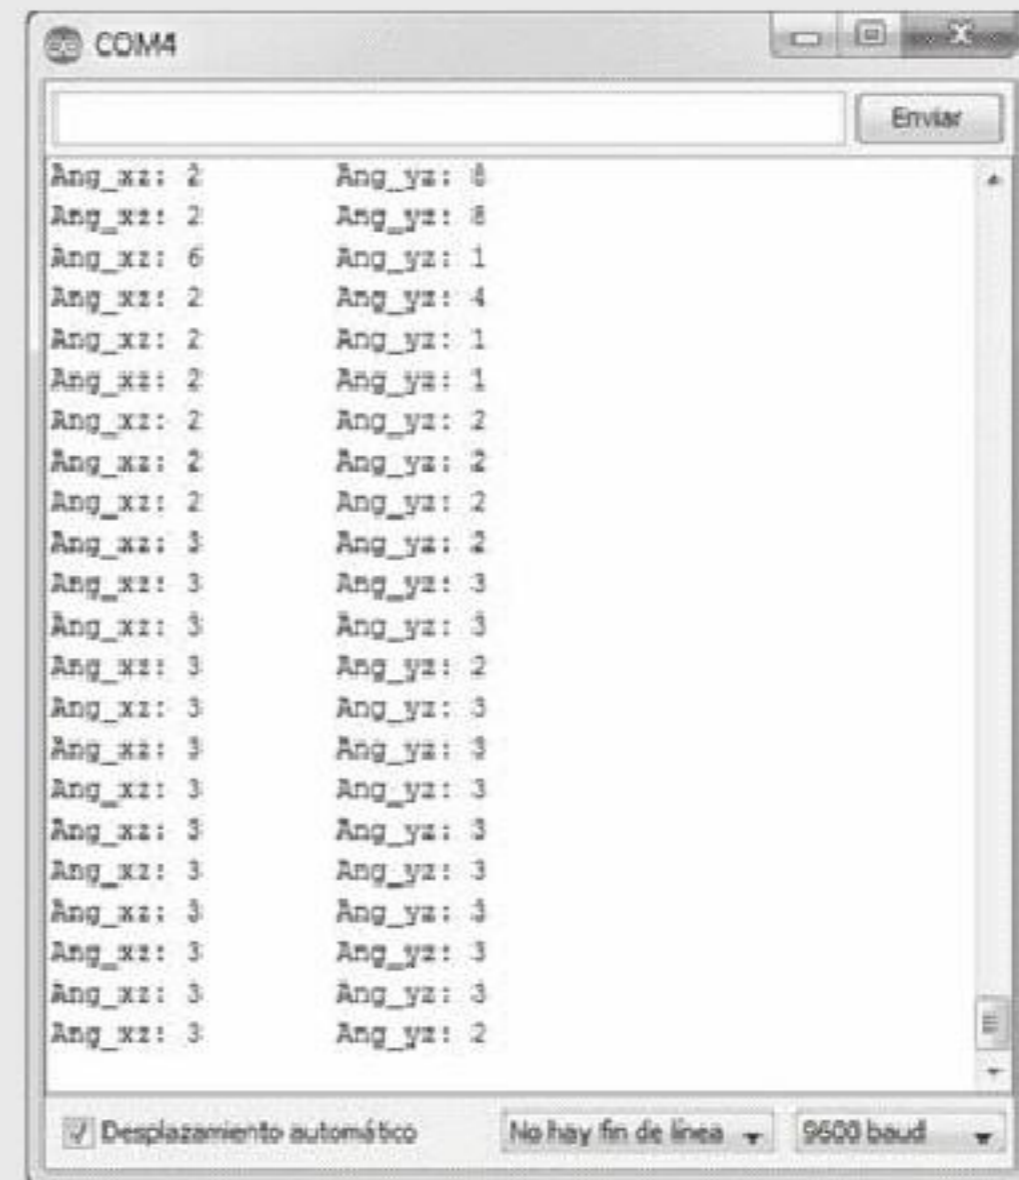 COM4
Enviar
Ang_xz: 2 Ang_yz: 8
Ang_xz: 2 Ang_yz: 8
Ang_xz: 6 Ang_yz: 1
Ang_xz: 2 Ang_yz: 4
Ang_xz: 2 Ang_yz: 1
Ang_xz: 2 Ang_yz: 1
Ang_xz: 2 Ang_yz: 2
Ang_xz: 2 Ang_yz: 2
Ang_xz: 2 Ang_yz: 2
Ang_xz: 3 Ang_yz: 2
Ang_xz: 3 Ang_yz: 3
Ang_xz: 3 Ang_yz: 3
Ang_xz: 3 Ang_yz: 2
Ang_xz: 3 Ang_yz: 3
Ang_xz: 3 Ang_yz: 3
Ang_xz: 3 Ang_yz: 3
Ang_xz: 3 Ang_yz: 3
Ang_xz: 3 Ang_yz: 3
Ang_xz: 3 Ang_yz: 3
Ang_xz: 3 Ang_yz: 3
Ang_xz: 3 Ang_yz: 3
Ang_xz: 3 Ang_yz: 2
Desplazamiento automático No hay fin de línea 9600 baud